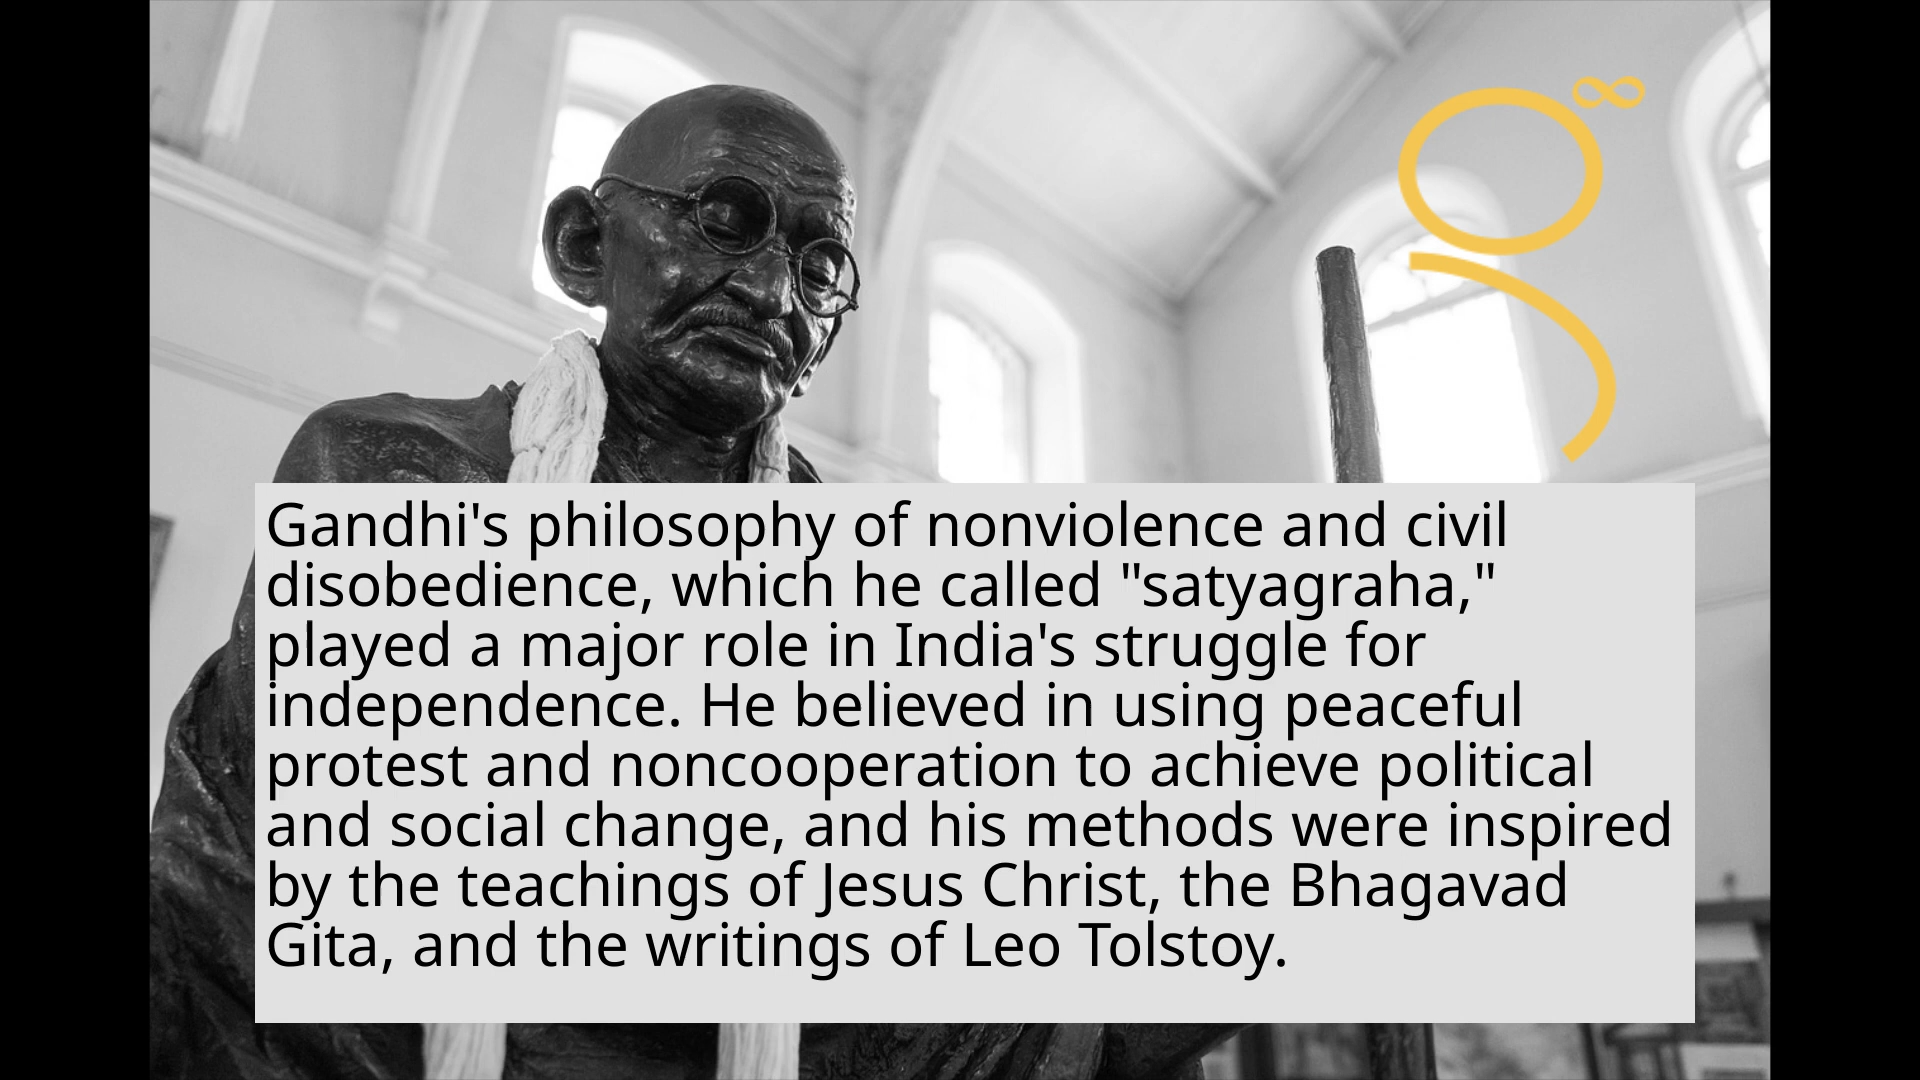 g∞
Gandhi's philosophy of nonviolence and civil
disobedience, which he called "satyagraha,"
played a major role in India's struggle for
independence. He believed in using peaceful
protest and noncooperation to achieve political
and social change, and his methods were inspired
by the teachings of Jesus Christ, the Bhagavad
Gita, and the writings of Leo Tolstoy.